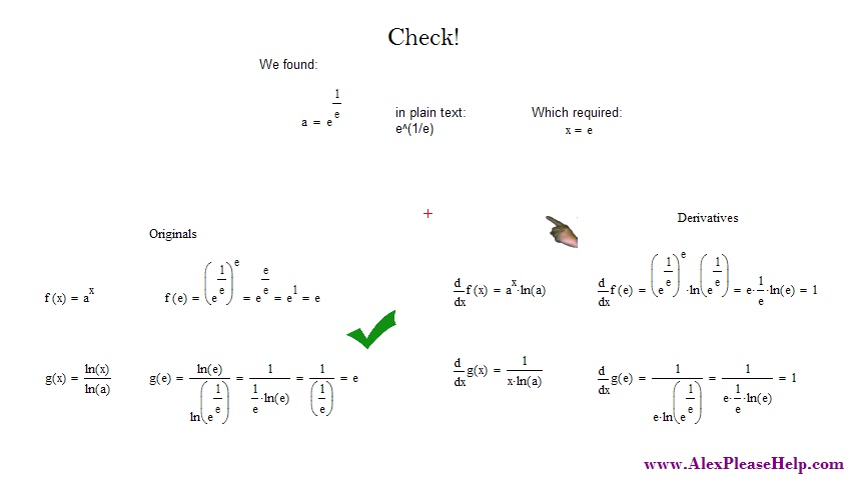 Check!
We found:
a = e^(1/e)
in plain text:
e^(1/e)
Which required:
x = e
+
Originals
f(x) = a^x
f(e) = (e^(1/e))^e = e^(e/e) = e^1 = e
g(x) = ln(x)/ln(a)
g(e) = ln(e)/ln(e^(1/e)) = 1/(1/e·ln(e)) = 1/(1/e) = e
Derivatives
d/dx f(x) = a^x·ln(a)
d/dx f(e) = (e^(1/e))^e·ln(e^(1/e)) = e·1/e·ln(e) = 1
d/dx g(x) = 1/(x·ln(a))
d/dx g(e) = 1/(e·ln(e^(1/e))) = 1/(e·1/e·ln(e)) = 1
www.AlexPleaseHelp.com